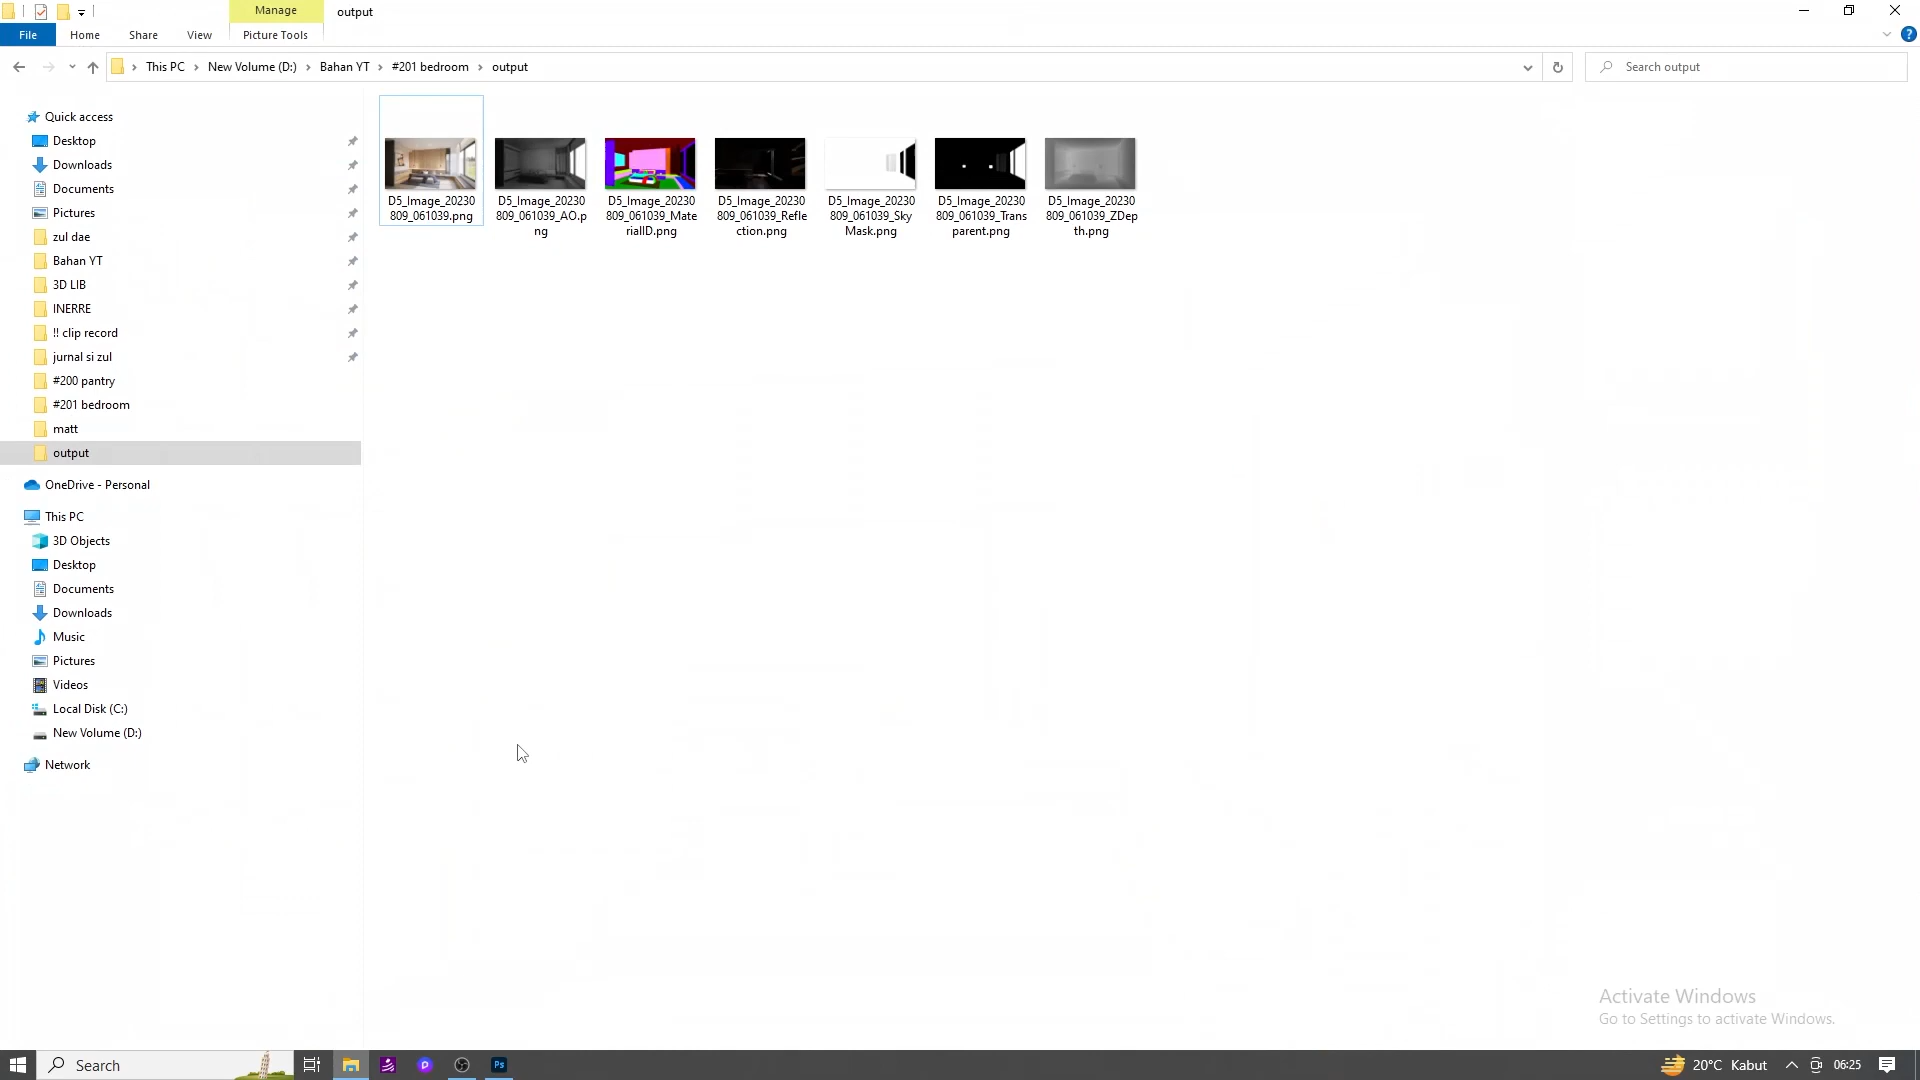 Manage
output
File
Home
Share
View
Picture Tools
?
This PC
New Volume (D:)
Bahan YT
#201 bedroom
output
Search output
Quick access
Desktop
Downloads
Documents
Pictures
zul dae
Bahan YT
3D LIB
INERRE
!! clip record
jurnal si zul
#200 pantry
#201 bedroom
matt
output
OneDrive - Personal
This PC
3D Objects
Desktop
Documents
Downloads
Music
Pictures
Videos
Local Disk (C:)
New Volume (D:)
Network
D5_Image_20230
809_061039.png
D5_Image_20230
809_061039_AO.p
ng
D5_Image_20230
809_061039_Mate
rialID.png
D5_Image_20230
809_061039_Refle
ction.png
D5_Image_20230
809_061039_Sky
Mask.png
D5_Image_20230
809_061039_Trans
parent.png
D5_Image_20230
809_061039_ZDep
th.png
Activate Windows
Go to Settings to activate Windows.
Search
Ps
20°C Kabut
06:25